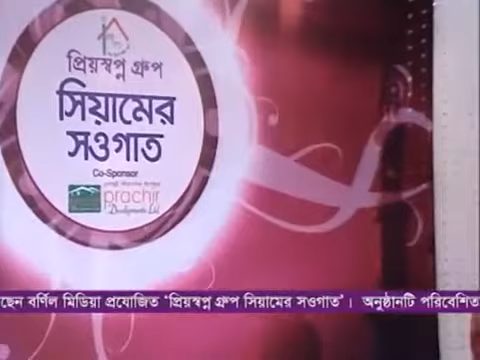 প্রিয়স্বপ্ন গ্রুপ
সিয়ামের
সওগাত
Co-Sponsor
prachir
Developments Ltd.
ছেন বর্ণিল মিডিয়া প্রযোজিত 'প্রিয়স্বপ্ন গ্রুপ সিয়ামের সওগাত'। অনুষ্ঠানটি পরিবেশিত